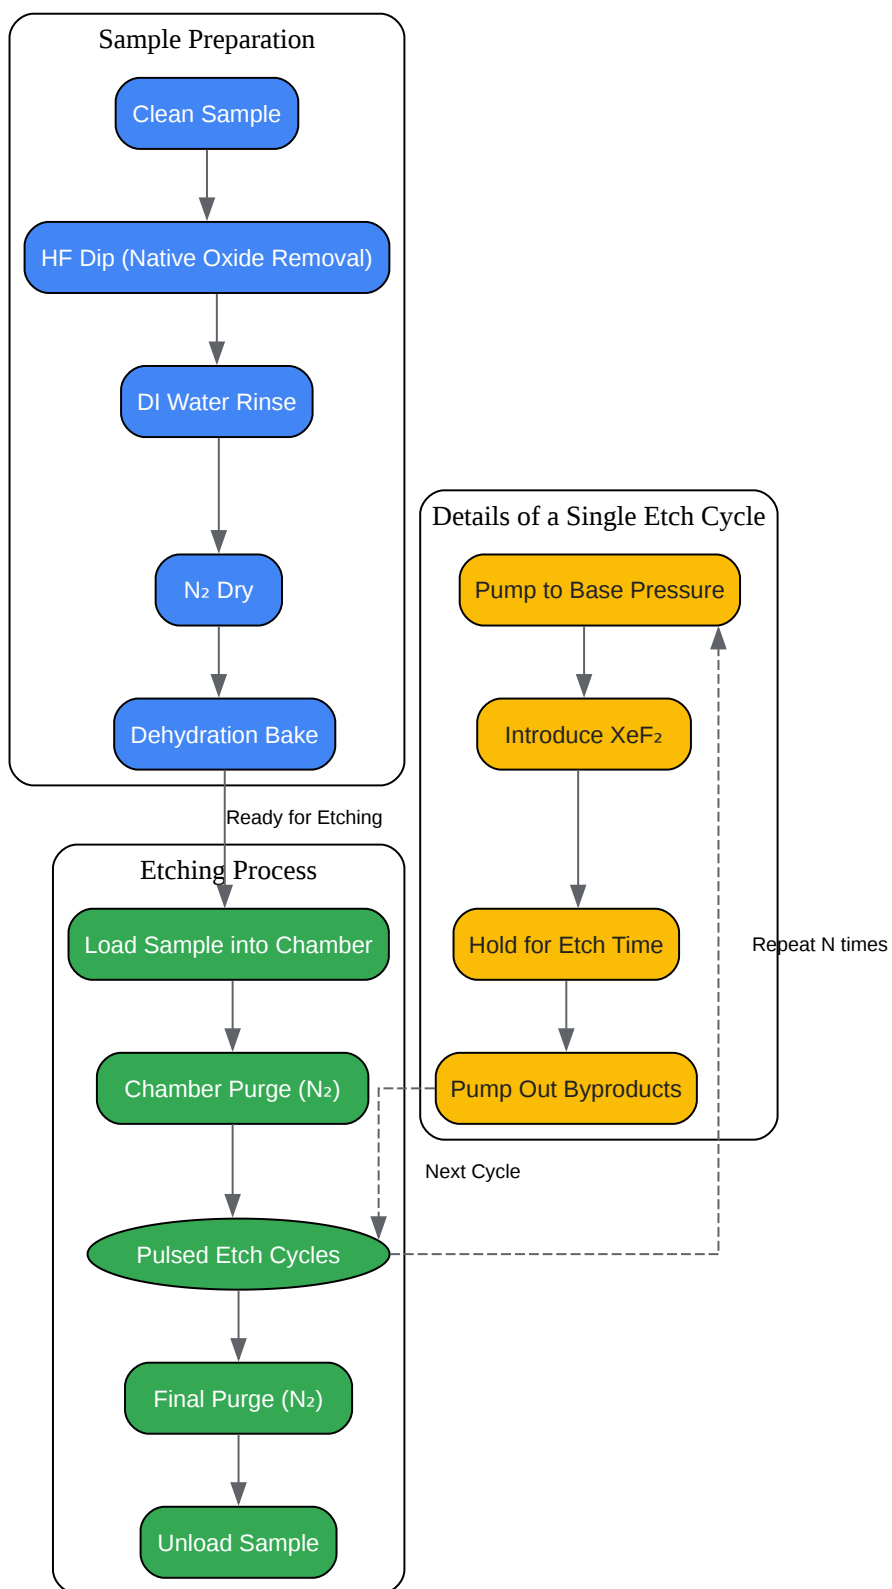 Sample Preparation
Clean Sample
HF Dip (Native Oxide Removal)
DI Water Rinse
N₂ Dry
Dehydration Bake
Ready for Etching
Etching Process
Load Sample into Chamber
Chamber Purge (N₂)
Pulsed Etch Cycles
Final Purge (N₂)
Unload Sample
Details of a Single Etch Cycle
Pump to Base Pressure
Introduce XeF₂
Hold for Etch Time
Pump Out Byproducts
Next Cycle
Repeat N times